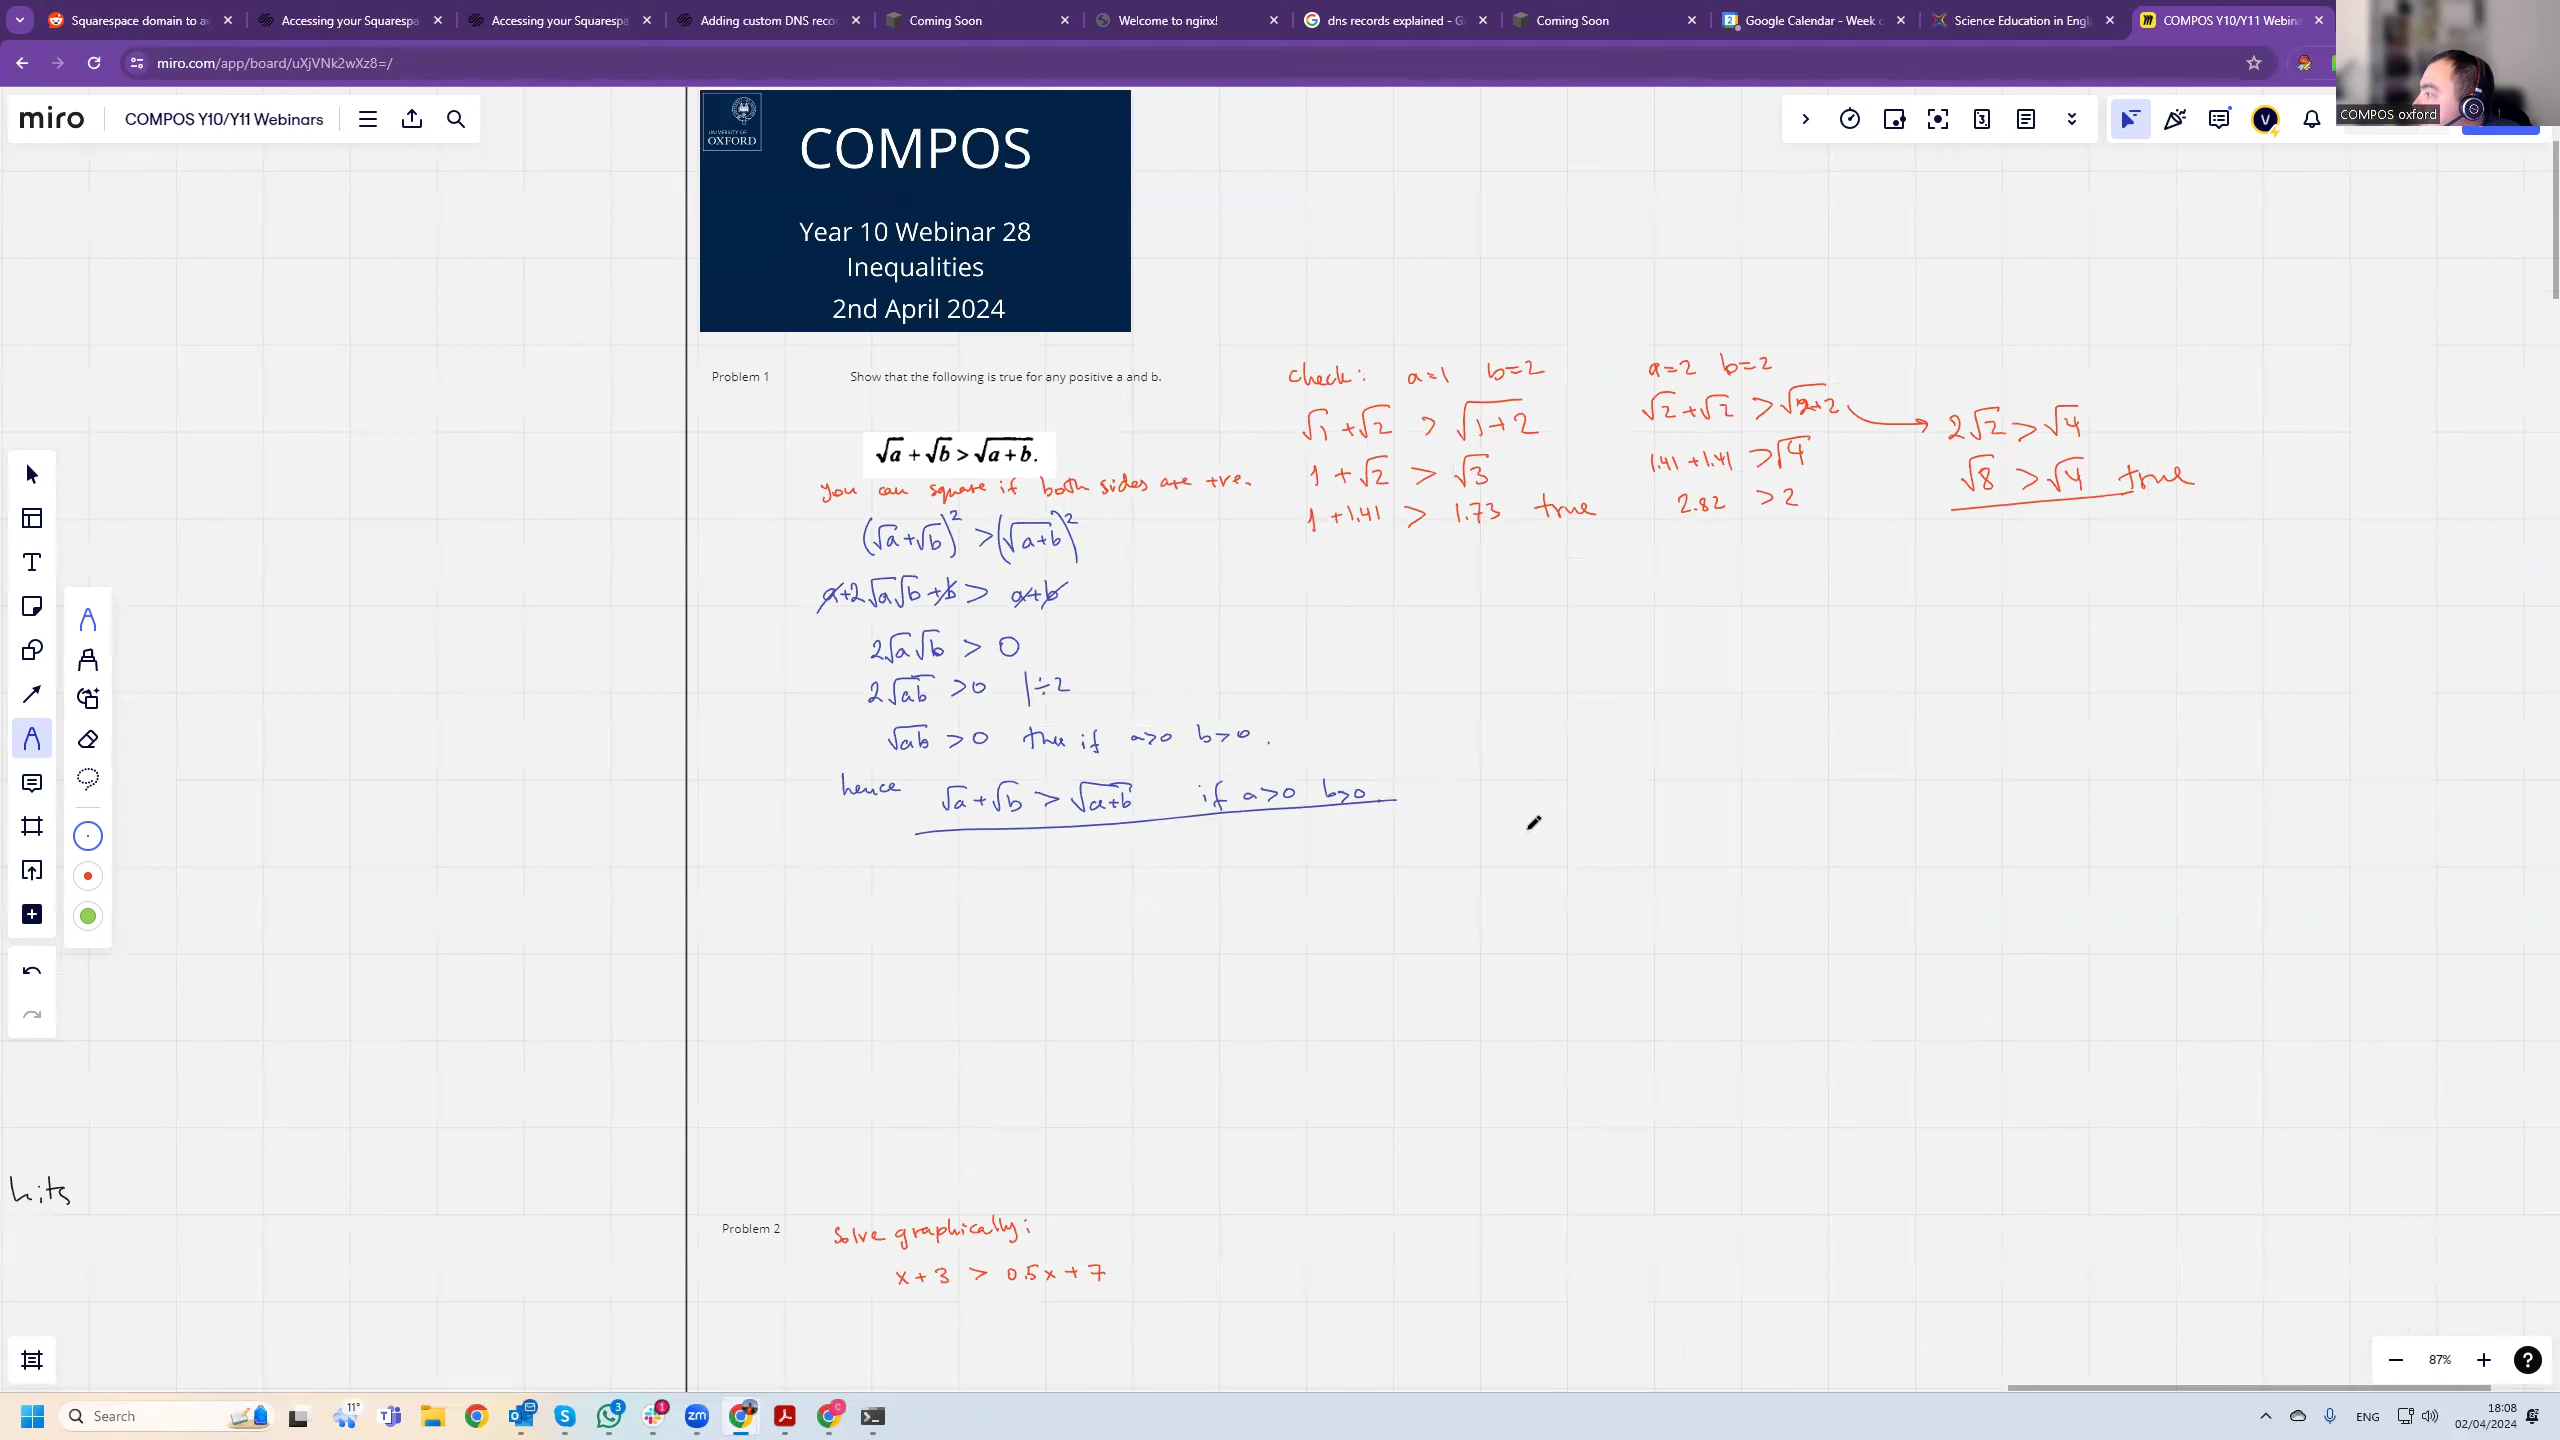 Squarespace domain to a
Accessing your Squarespa
Accessing your Squarespa
Adding custom DNS reco
Coming Soon
Welcome to nginx!
dns records explained - G
Coming Soon
Google Calendar - Week o
Science Education in Engl
COMPOS Y10/Y11 Webina
miro.com/app/board/uXjVNk2wXz8=/
miro
COMPOS Y10/Y11 Webinars
COMPOS oxford
V
UNIVERSITY OF
OXFORD
COMPOS
Year 10 Webinar 28
Inequalities
2nd April 2024
Problem 1
Show that the following is true for any positive a and b.
√a + √b > √(a + b).
you can square if both sides are +ve.
(√a+√b)² > (√(a+b))²
a+2√a√b+b > a+b
2√a√b > 0
2√(ab) > 0 | ÷2
√(ab) > 0 true if a>0 b>0.
hence √a + √b > √(a+b) if a>0 b>0
check: a=1 b=2
√1 + √2 > √(1+2)
1 + √2 > √3
1 + 1.41 > 1.73 true
a=2 b=2
√2 + √2 > √(2+2)
1.41 + 1.41 > √4
2.82 > 2
2√2 > √4
√8 > √4 true
hits
Problem 2
Solve graphically:
x + 3 > 0.5x + 7
87%
Search
11°
3
1
ENG
18:08
02/04/2024